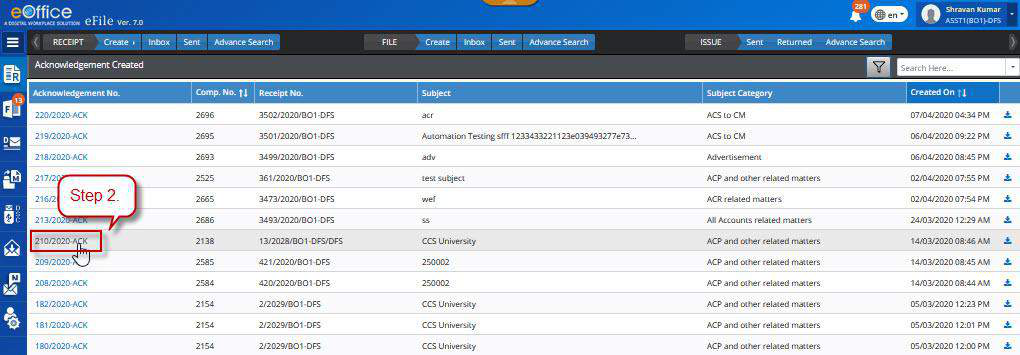 eOffice
A DIGITAL WORKPLACE SOLUTION eFile Ver. 7.0
281
en
Shravan Kumar
ASST1(BO1)-DFS
RECEIPT Create Inbox Sent Advance Search FILE Create Inbox Sent Advance Search ISSUE Sent Returned Advance Search
Acknowledgement Created
Search Here...
Acknowledgement No. Comp. No. Receipt No. Subject Subject Category Created On
220/2020-ACK 2696 3502/2020/BO1-DFS acr ACS to CM 07/04/2020 04:34 PM
13
219/2020-ACK 2695 3501/2020/BO1-DFS Automation Testing sfff 1233433221123e039493277e73... ACS to CM 06/04/2020 09:22 PM
218/2020-ACK 2693 3499/2020/BO1-DFS adv Advertisement 06/04/2020 08:45 PM
217/ 2525 361/2020/BO1-DFS test subject ACP and other related matters 02/04/2020 07:55 PM
Step 2.
216/ 2665 3473/2020/BO1-DFS wef ACR related matters 02/04/2020 07:54 PM
DSC
213/2020-ACK 2686 3493/2020/BO1-DFS ss All Accounts related matters 24/03/2020 12:29 AM
210/2020-ACK 2138 13/2028/BO1-DFS/DFS CCS University ACP and other related matters 14/03/2020 08:46 AM
209/2020-A 2585 421/2020/BO1-DFS 250002 ACP and other related matters 14/03/2020 08:45 AM
208/2020-ACK 2584 420/2020/BO1-DFS 250002 ACP and other related matters 14/03/2020 08:44 AM
182/2020-ACK 2154 2/2029/BO1-DFS CCS University ACP and other related matters 05/03/2020 12:23 PM
181/2020-ACK 2154 2/2029/BO1-DFS CCS University ACP and other related matters 05/03/2020 12:01 PM
180/2020-ACK 2154 2/2029/BO1-DFS CCS University ACP and other related matters 05/03/2020 12:00 PM